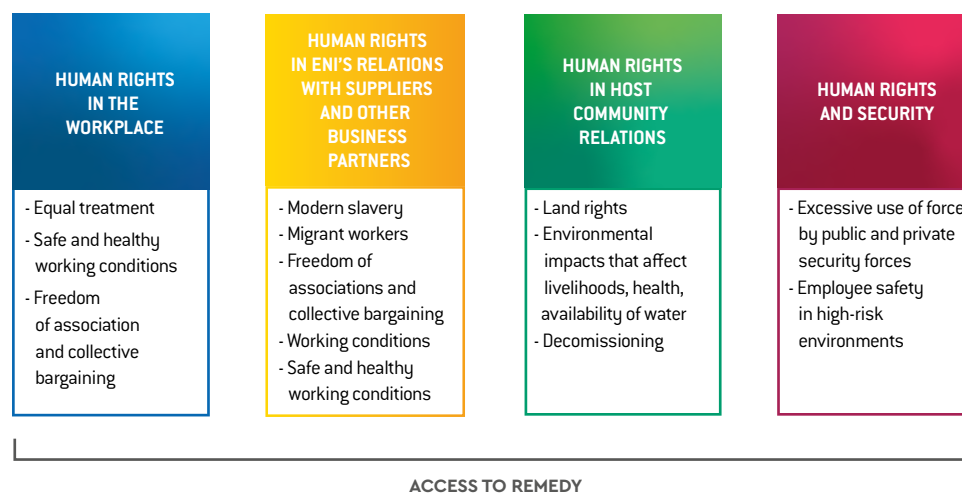 HUMAN RIGHTS
IN THE
WORKPLACE
- Equal treatment
- Safe and healthy
working conditions
- Freedom
of association
and collective
bargaining
HUMAN RIGHTS
IN ENI'S RELATIONS
WITH SUPPLIERS
AND OTHER
BUSINESS
PARTNERS
- Modern slavery
- Migrant workers
- Freedom of
associations and
collective bargaining
- Working conditions
- Safe and healthy
working conditions
HUMAN RIGHTS
IN HOST
COMMUNITY
RELATIONS
- Land rights
- Environmental
impacts that affect
livelihoods, health,
availability of water
- Decomissioning
HUMAN RIGHTS
AND SECURITY
- Excessive use of force
by public and private
security forces
- Employee safety
in high-risk
environments
ACCESS TO REMEDY